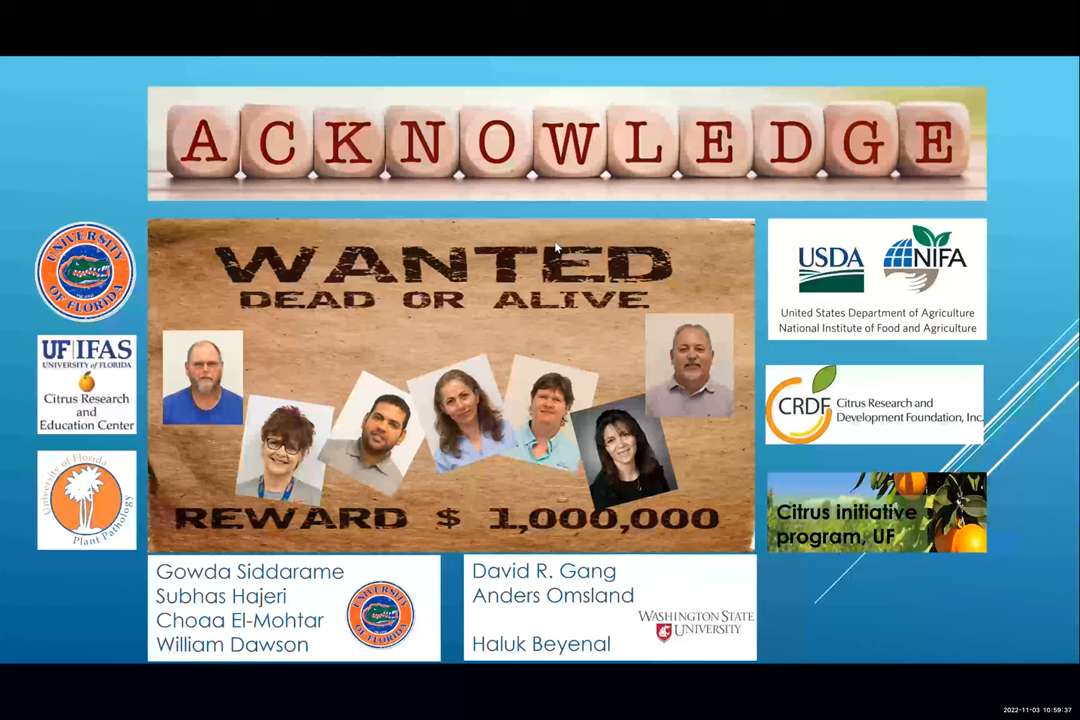 ACKNOWLEDGE
UNIVERSITY
OF FLORIDA
UF|IFAS
UNIVERSITY of FLORIDA
Citrus Research
and
Education Center
University of Florida
Plant Pathology
WANTED
DEAD OR ALIVE
REWARD $ 1,000,000
USDA
NIFA
United States Department of Agriculture
National Institute of Food and Agriculture
CRDF
Citrus Research and
Development Foundation, Inc.
Citrus initiative
program, UF
Gowda Siddarame
Subhas Hajeri
Choaa El-Mohtar
William Dawson
UNIVERSITY
OF FLORIDA
David R. Gang
Anders Omsland
Haluk Beyenal
WASHINGTON STATE
UNIVERSITY
2022-11-03 10:59:37